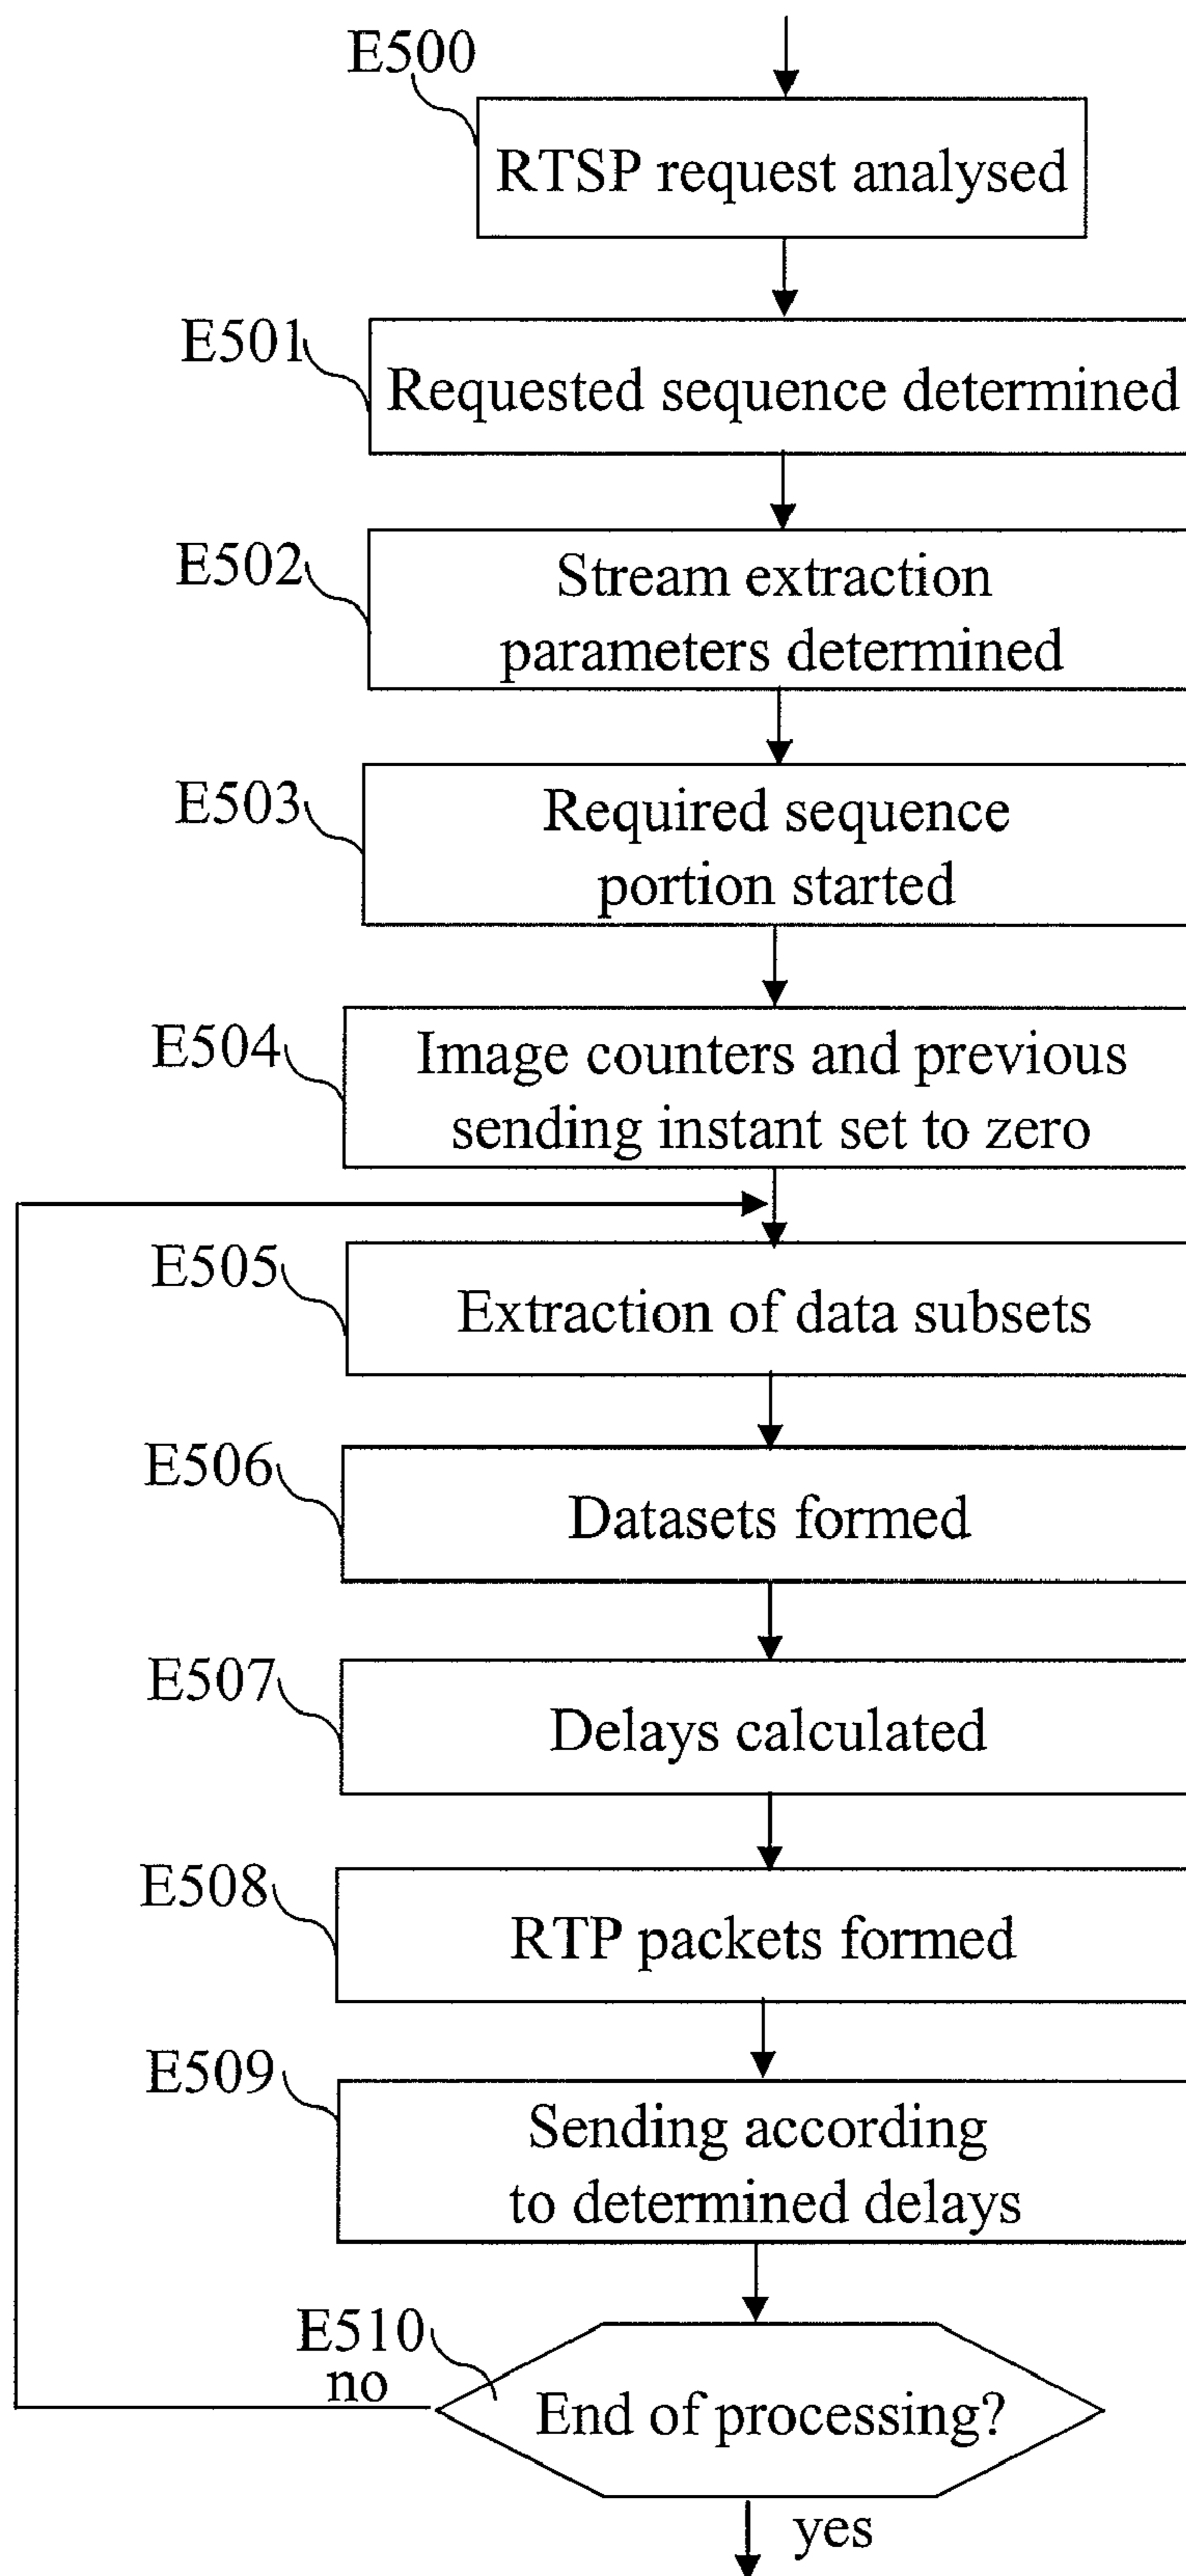 E500
RTSP request analysed
E501
Requested sequence determined
E502
Stream extraction
parameters determined
E503
Required sequence
portion started
E504
Image counters and previous
sending instant set to zero
E505
Extraction of data subsets
E506
Datasets formed
E507
Delays calculated
E508
RTP packets formed
E509
Sending according
to determined delays
E510
no
End of processing?
yes